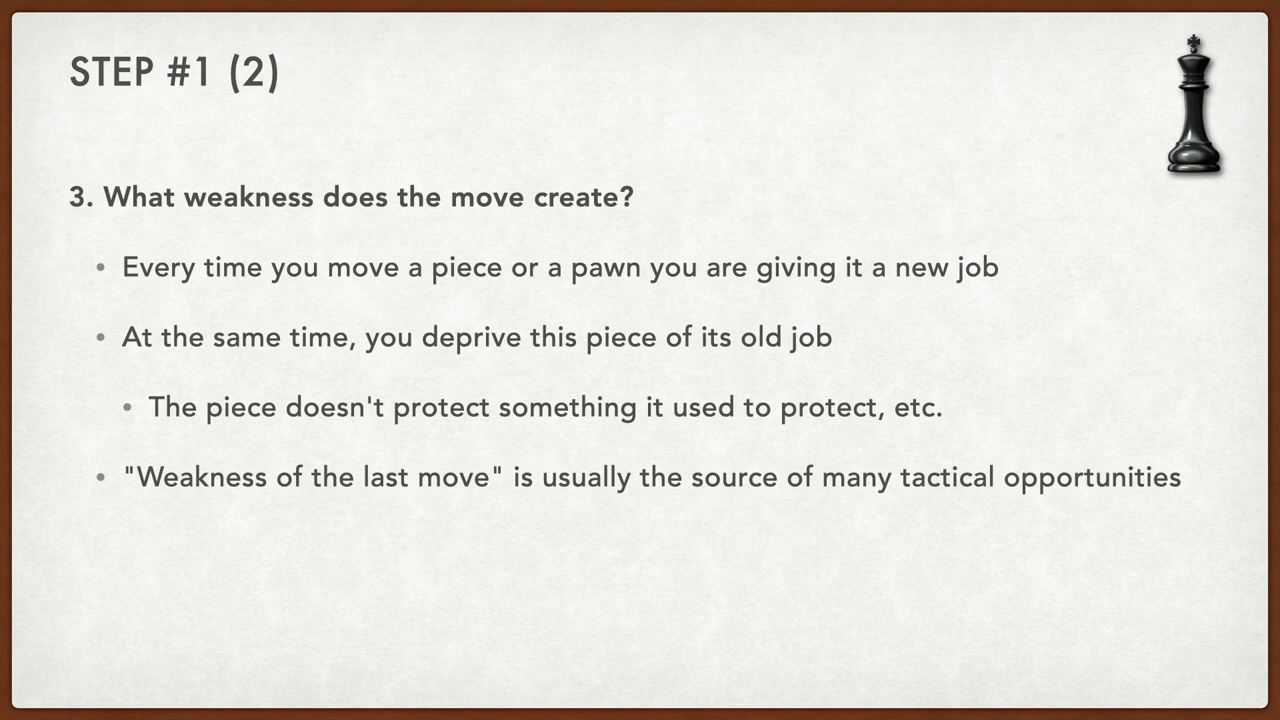 STEP #1 (2)
3. What weakness does the move create?
• Every time you move a piece or a pawn you are giving it a new job
• At the same time, you deprive this piece of its old job
• The piece doesn't protect something it used to protect, etc.
• "Weakness of the last move" is usually the source of many tactical opportunities